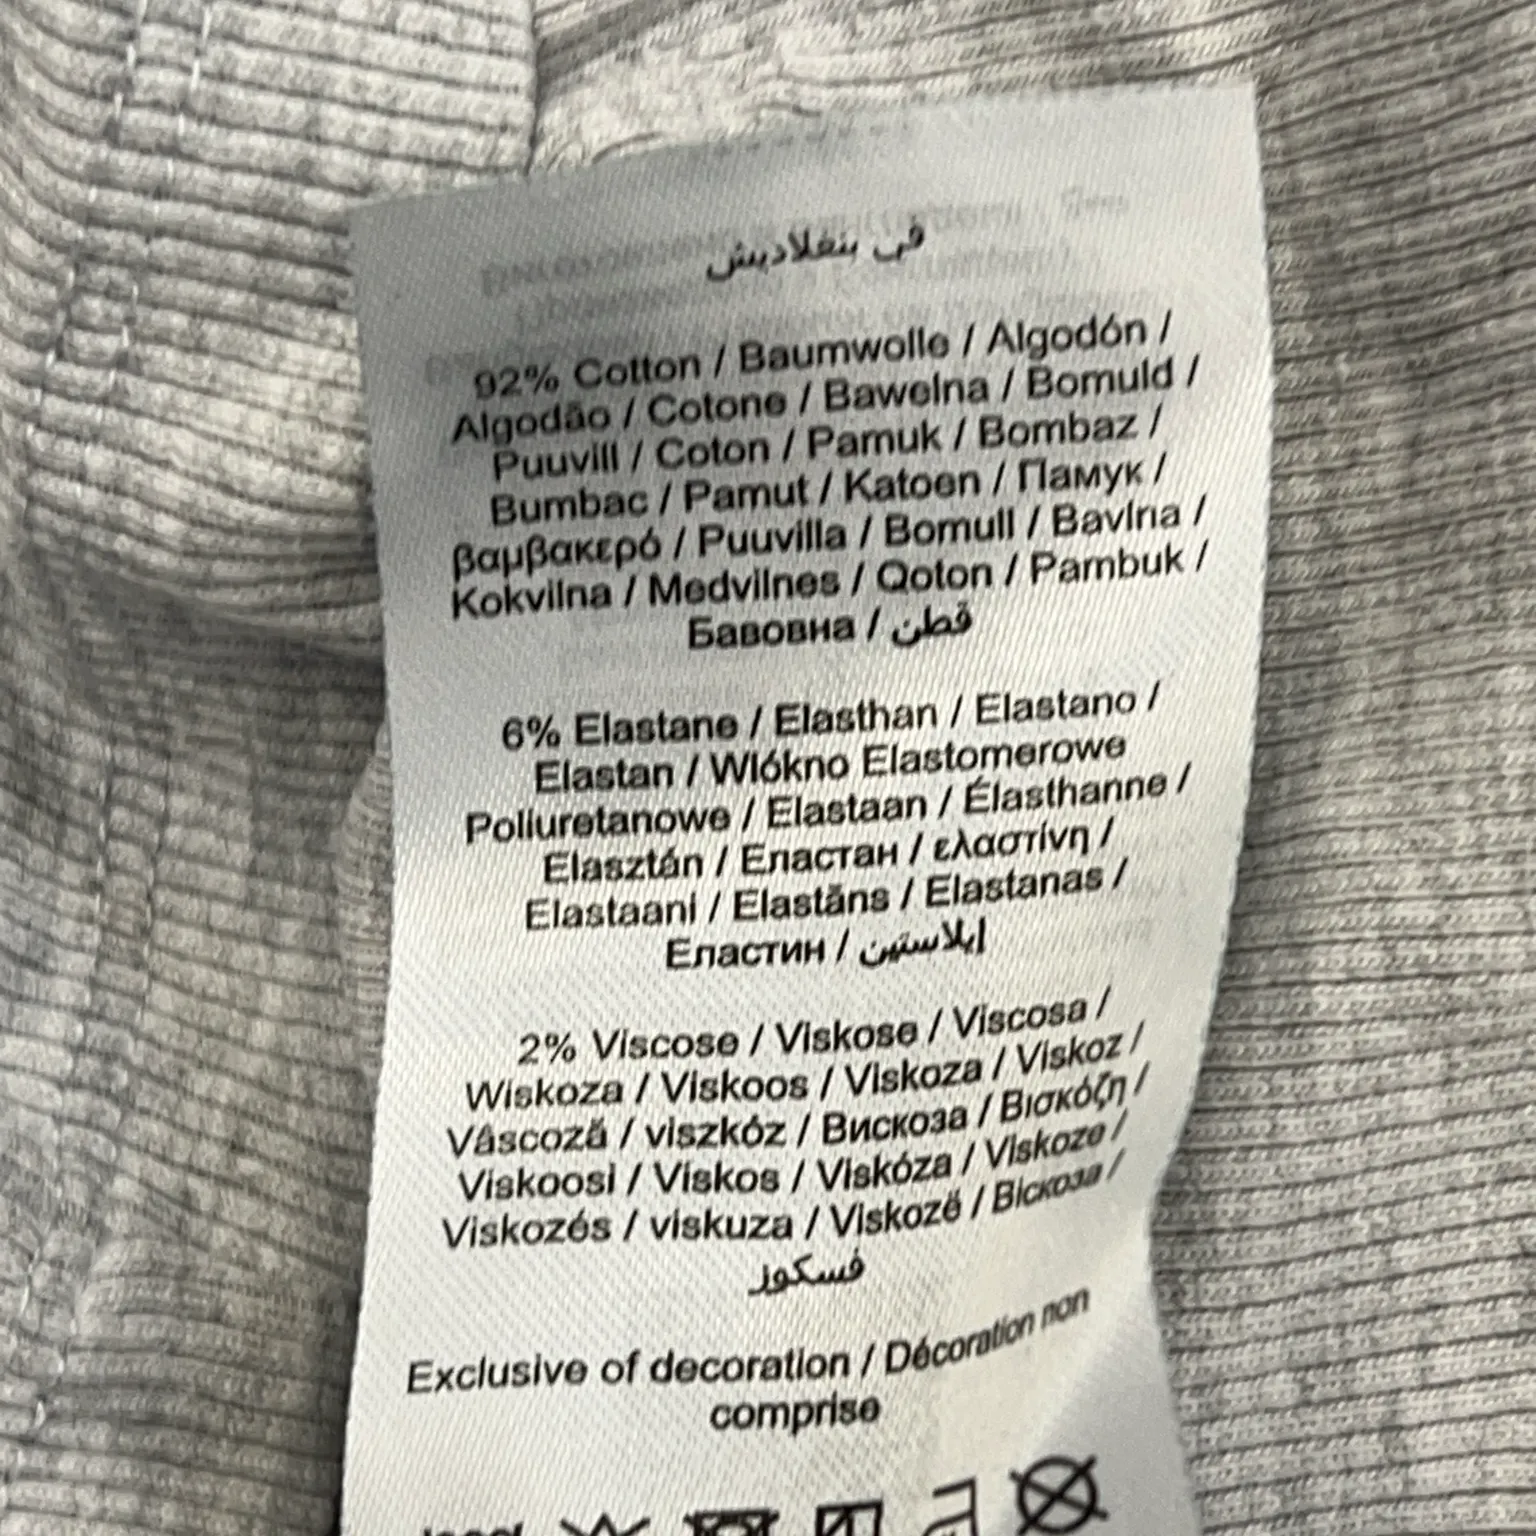 في بنغلاديش
92% Cotton / Baumwolle / Algodón /
Algodão / Cotone / Bawelna / Bomuld /
Puuvill / Coton / Pamuk / Bombaz /
Bumbac / Pamut / Katoen / Памук /
βαμβακερό / Puuvilla / Bomull / Bavlna /
Kokvilna / Medvilnes / Qoton / Pambuk /
Бавовна / قطن
6% Elastane / Elasthan / Elastano /
Elastan / Wlókno Elastomerowe
Poliuretanowe / Elastaan / Élasthanne /
Elasztán / Еластан / ελαστίνη /
Elastaani / Elastāns / Elastanas /
Еластин / إيلاستين
2% Viscose / Viskose / Viscosa /
Wiskoza / Viskoos / Viskoza / Viskoz /
Vâscoză / viszkóz / Вискоза / Βισκόζη /
Viskoosi / Viskos / Viskóza / Viskoze /
Viskozés / viskuza / Viskozë / Віскоза /
فسكوز
Exclusive of decoration / Décoration non
comprise